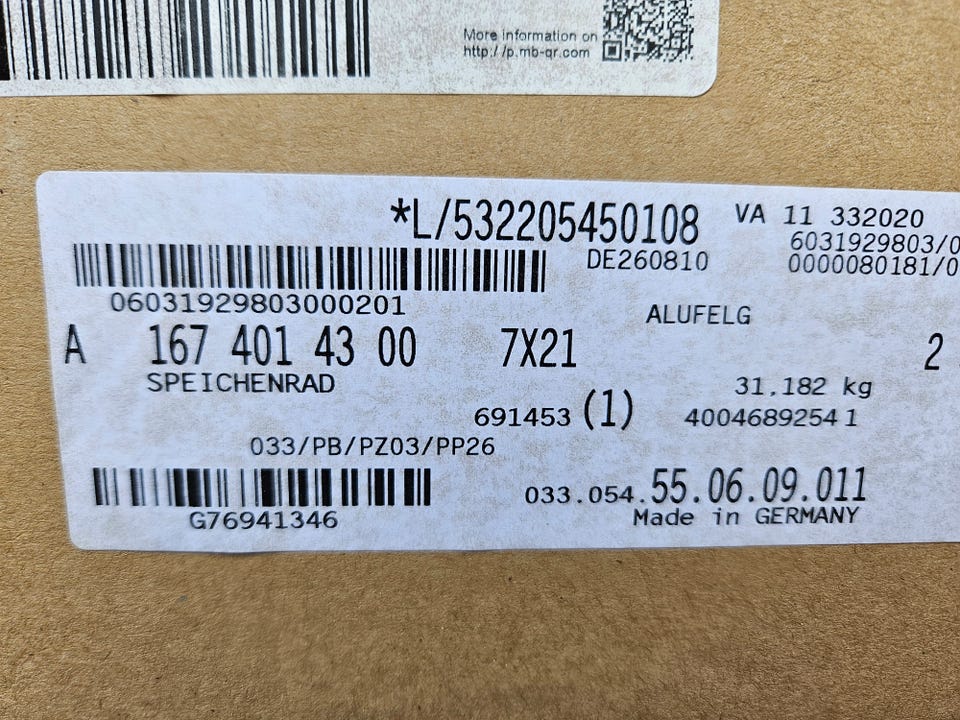 More information on
http://p.mb-qr.com
*L/532205450108
VA 11 332020
6031929803/0
DE260810
0000080181/0
06031929803000201
ALUFELG
A 167 401 43 00 7X21 2
SPEICHENRAD
31,182 kg
691453 (1) 40046892541
033/PB/PZ03/PP26
033.054.55.06.09.011
G76941346
Made in GERMANY